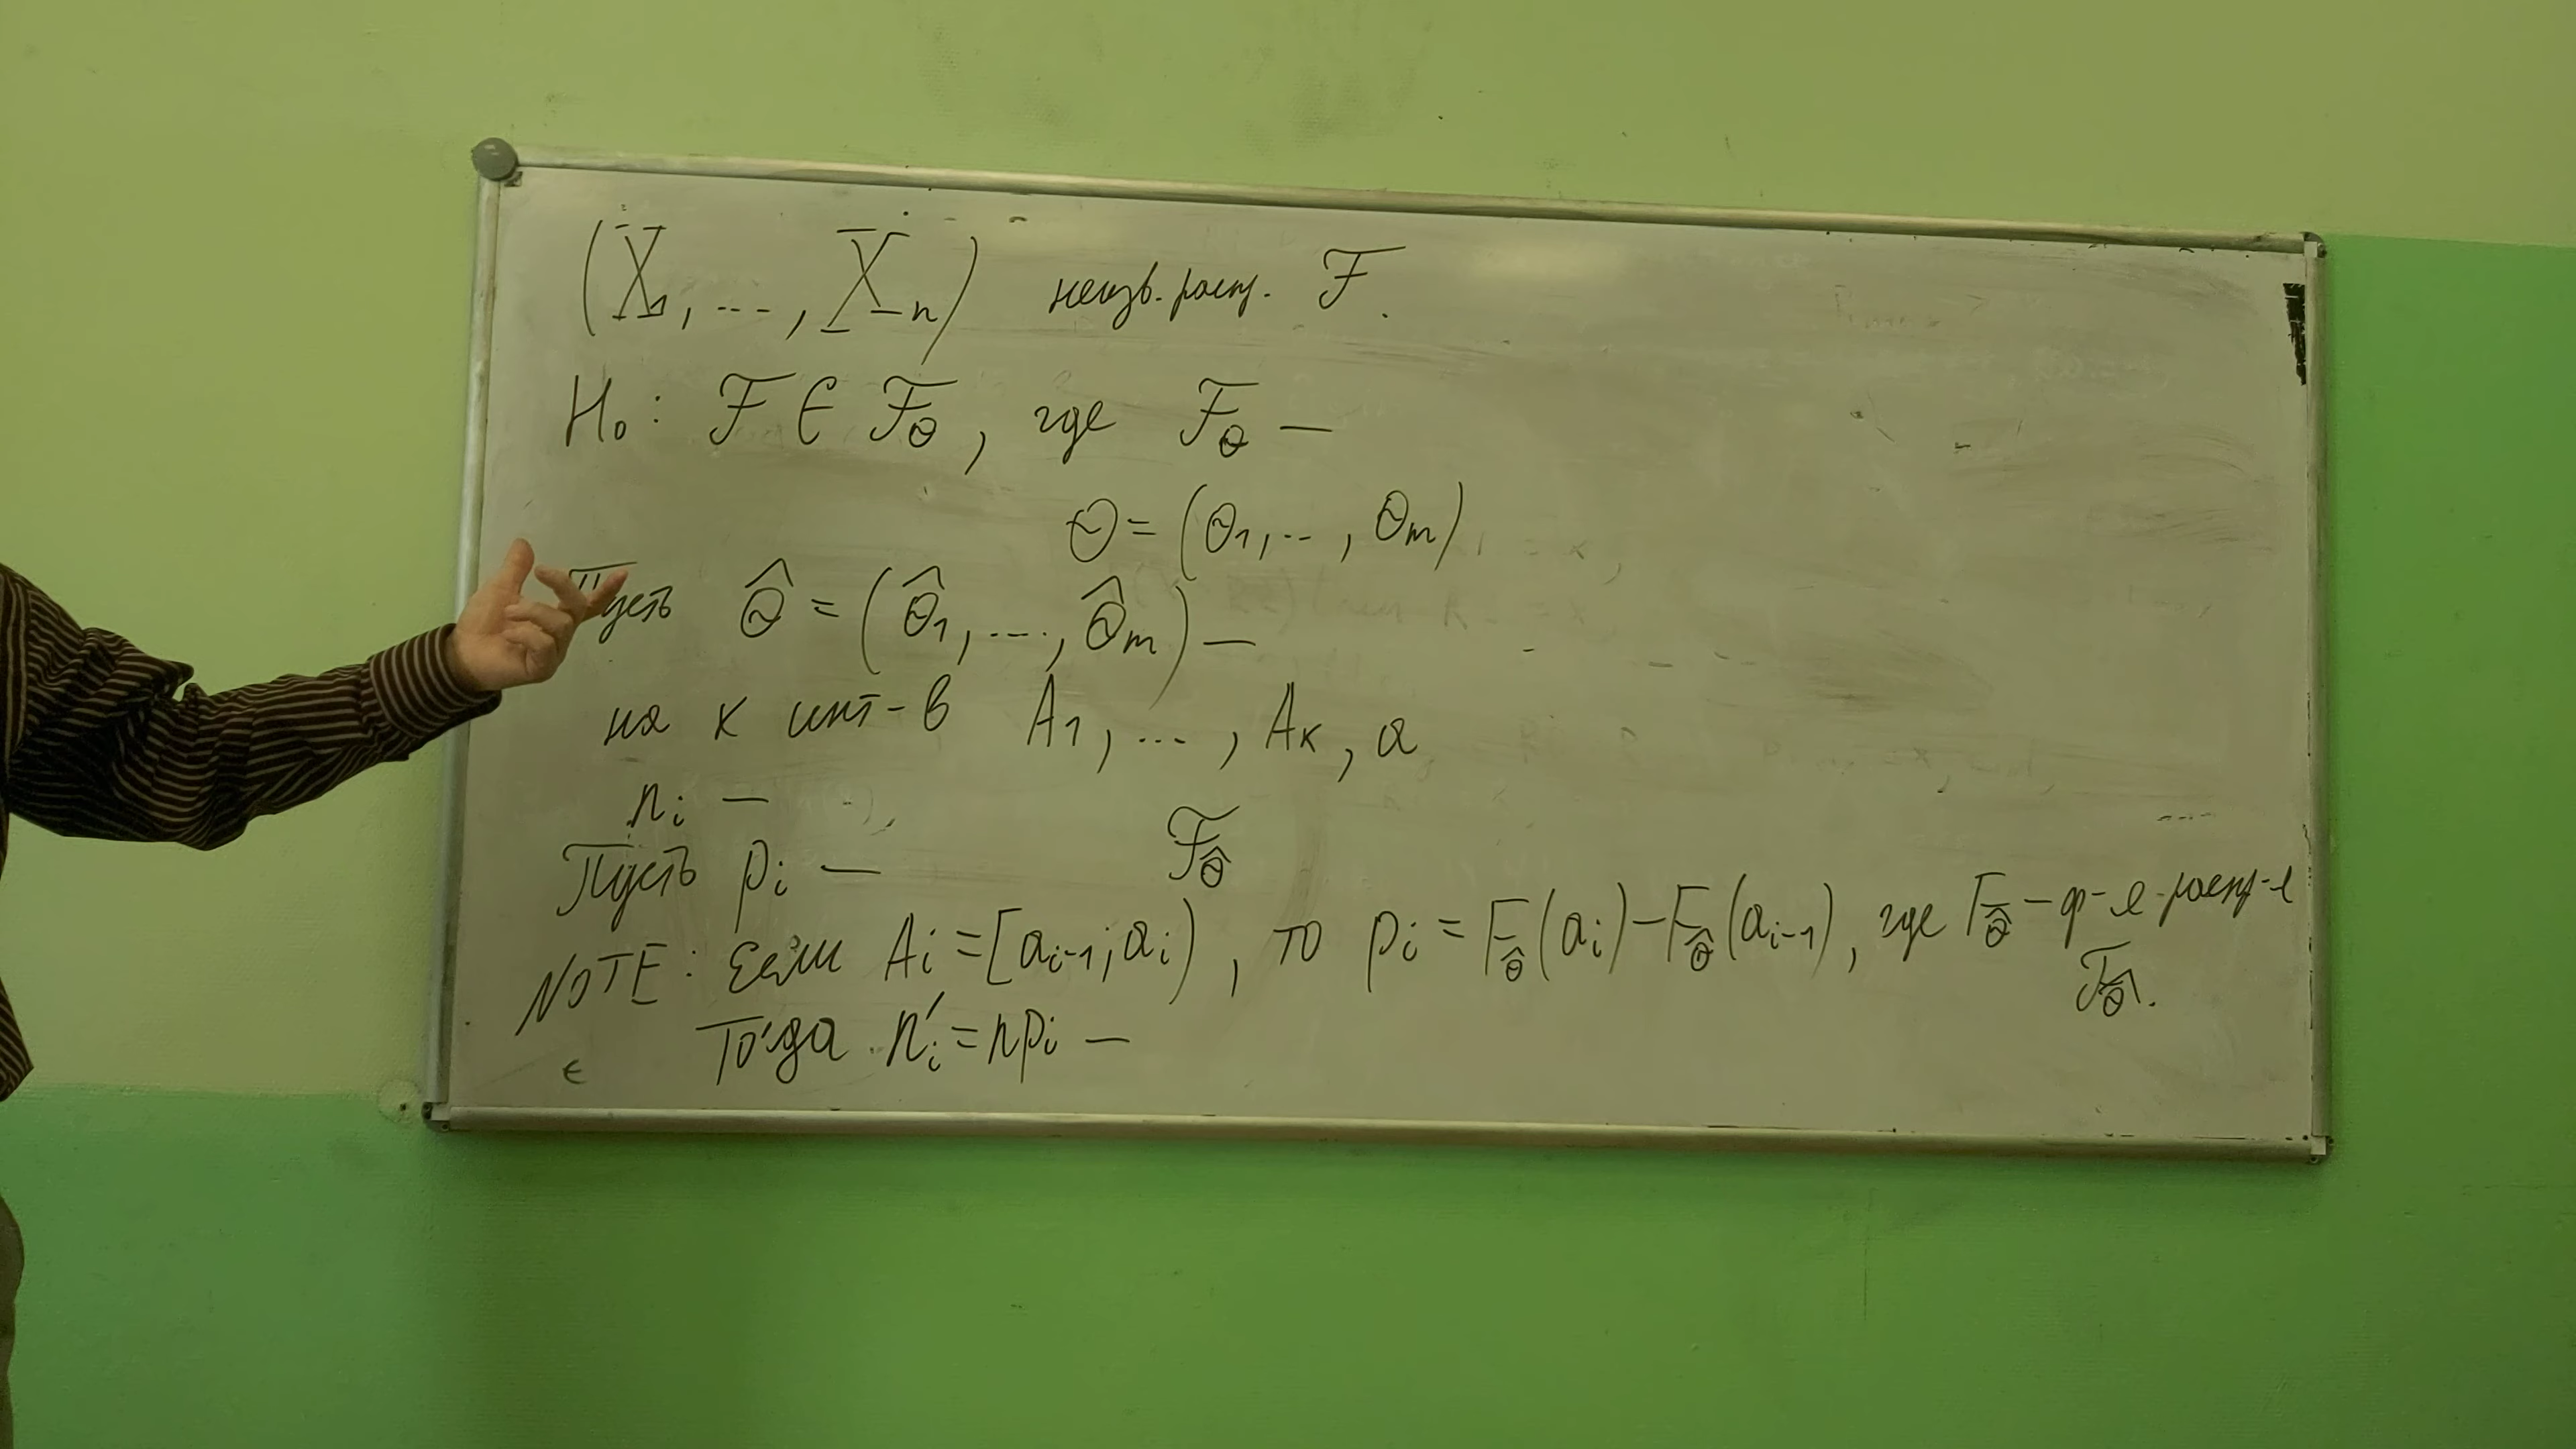 (X₁, ..., Xₙ) неизв. расп. ℱ.
H₀: ℱ ∈ ℱ_θ, где ℱ_θ —
θ = (θ₁, .., θₘ)
Пусть θ̂ = (θ̂₁, ...., θ̂ₘ) —
на к инт-в A₁, ..., Aₖ, а
nᵢ —
Пусть pᵢ — ℱ_θ̂
NOTE: Если Aᵢ = [aᵢ₋₁; aᵢ), то pᵢ = F_θ̂(aᵢ) − F_θ̂(aᵢ₋₁), где F_θ̂ − ф-я распр-я
ℱ_θ̂.
Тогда n'ᵢ = npᵢ —
є